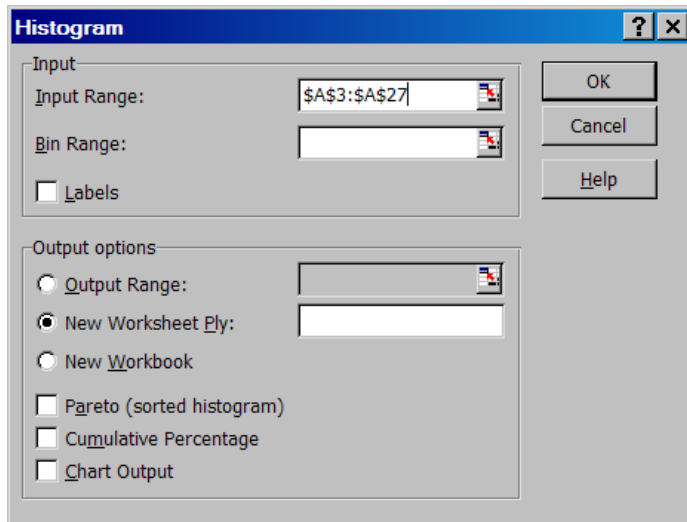 Histogram
Input
Input Range: $A$3:$A$27
Bin Range:
Labels
OK
Cancel
Help
Output options
Output Range:
New Worksheet Ply:
New Workbook
Pareto (sorted histogram)
Cumulative Percentage
Chart Output